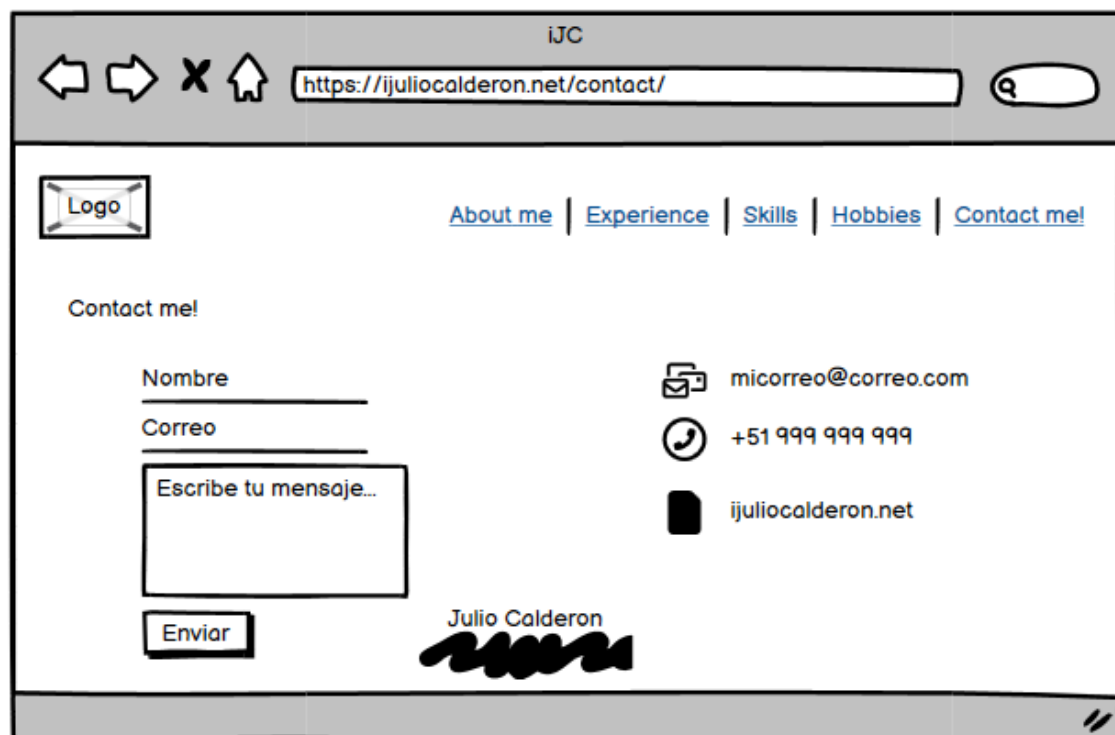 iJC
https://ijuliocalderon.net/contact/
Logo
About me | Experience | Skills | Hobbies | Contact me!
Contact me!
Nombre
Correo
Escribe tu mensaje...
Enviar
micorreo@correo.com
+51 999 999 999
ijuliocalderon.net
Julio Calderon